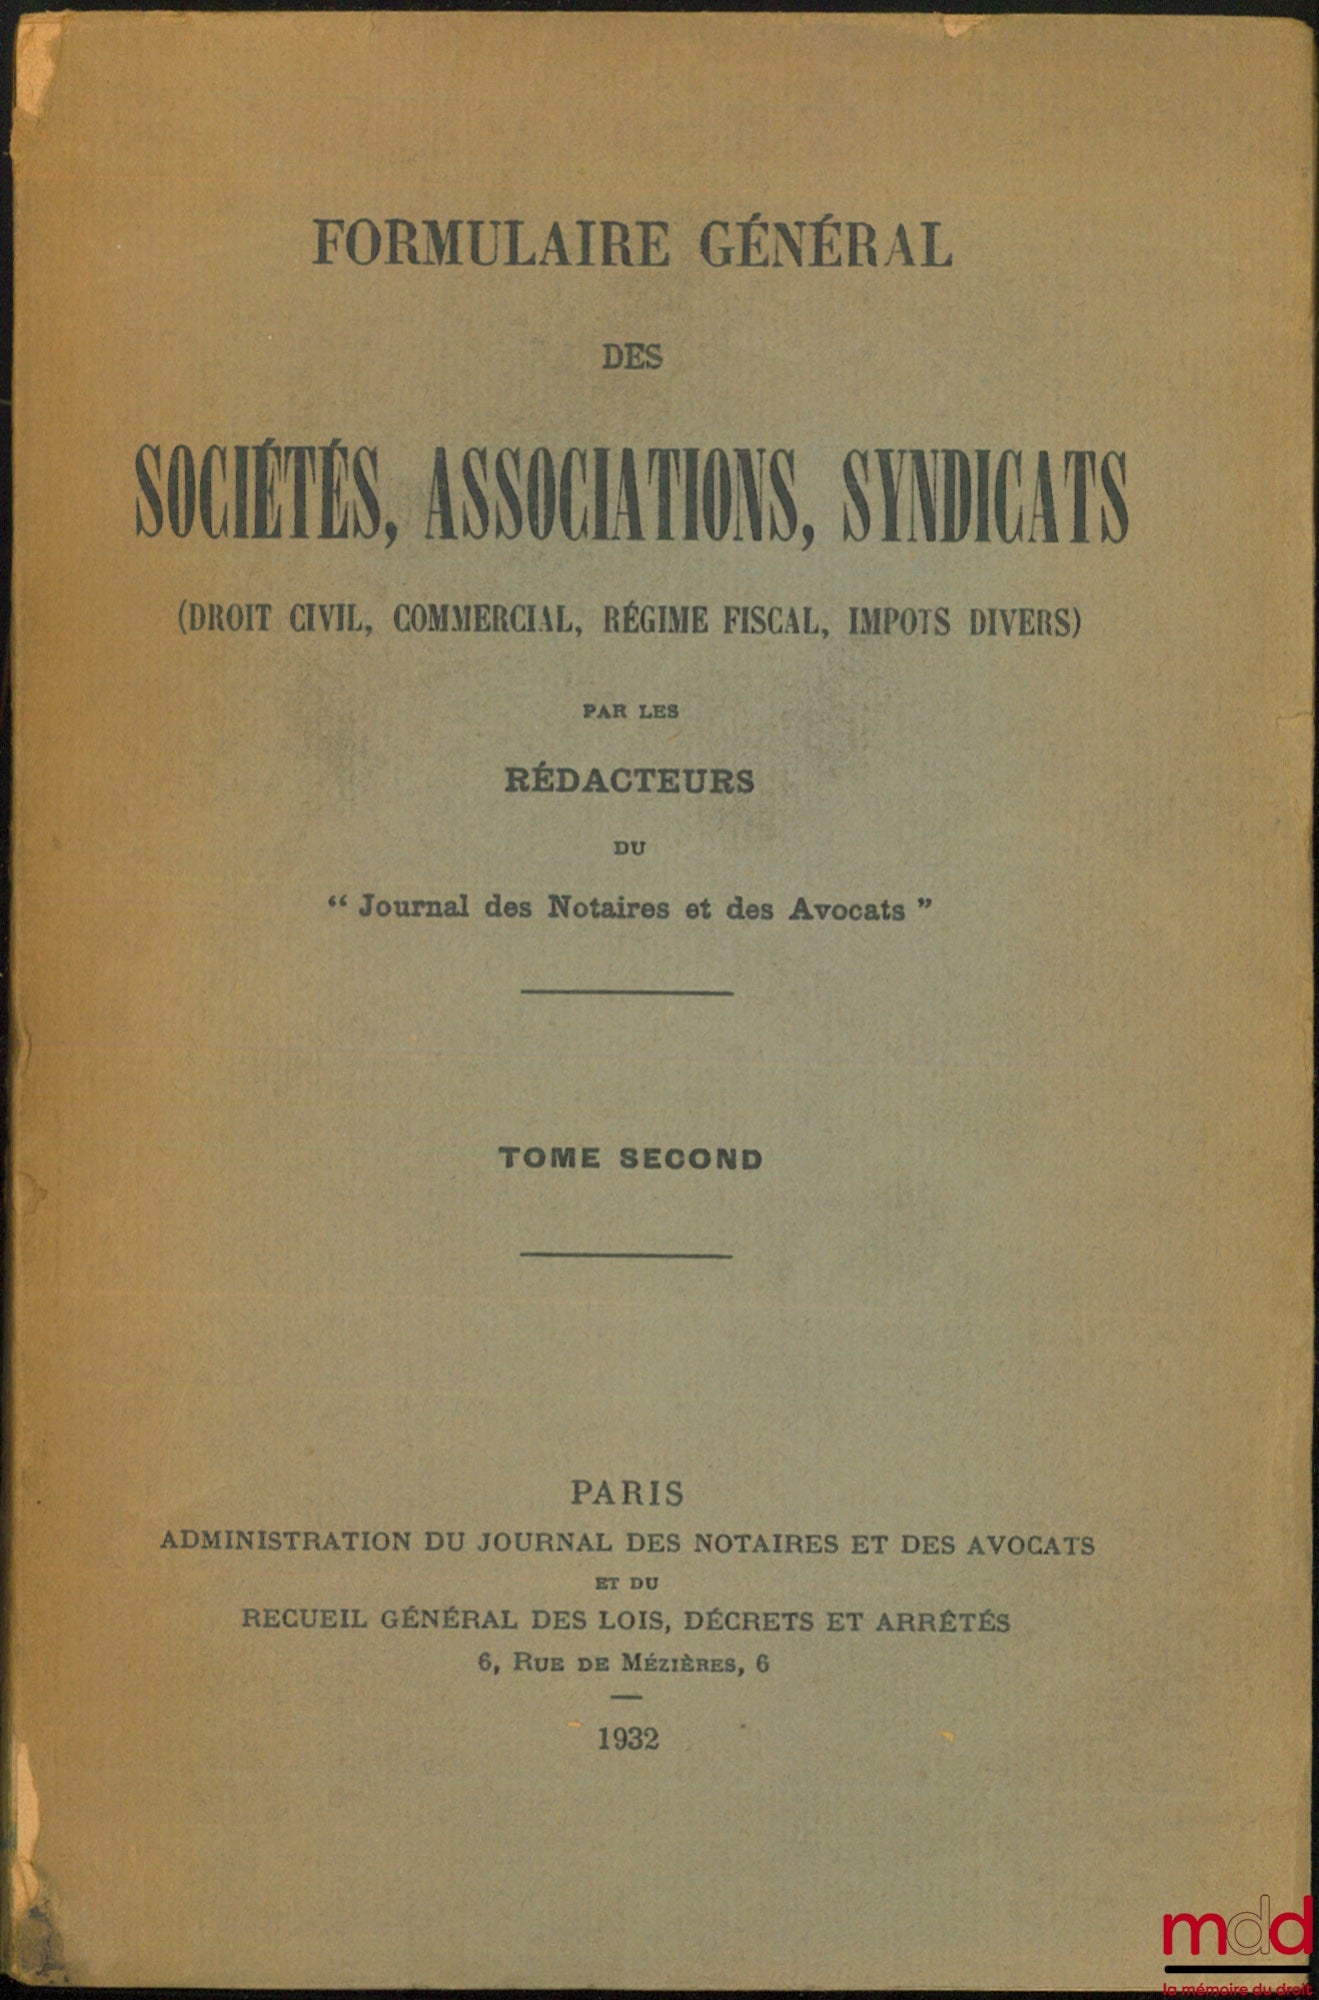 FORMULAIRE GÉNÉRAL
DES
SOCIÉTÉS, ASSOCIATIONS, SYNDICATS
(DROIT CIVIL, COMMERCIAL, RÉGIME FISCAL, IMPOTS DIVERS)
PAR LES
RÉDACTEURS
DU
“ Journal des Notaires et des Avocats ”
TOME SECOND
PARIS
ADMINISTRATION DU JOURNAL DES NOTAIRES ET DES AVOCATS
ET DU
RECUEIL GÉNÉRAL DES LOIS, DÉCRETS ET ARRÊTÉS
6, RUE DE MÉZIÈRES, 6
1932
mdd
la mémoire du droit